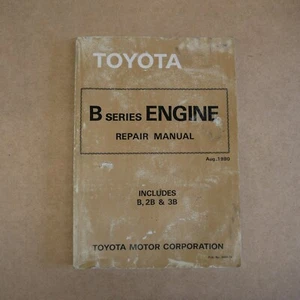 TOYOTA
B SERIES ENGINE
REPAIR MANUAL
Aug., 1980
INCLUDES
B, 2B & 3B
TOYOTA MOTOR CORPORATION